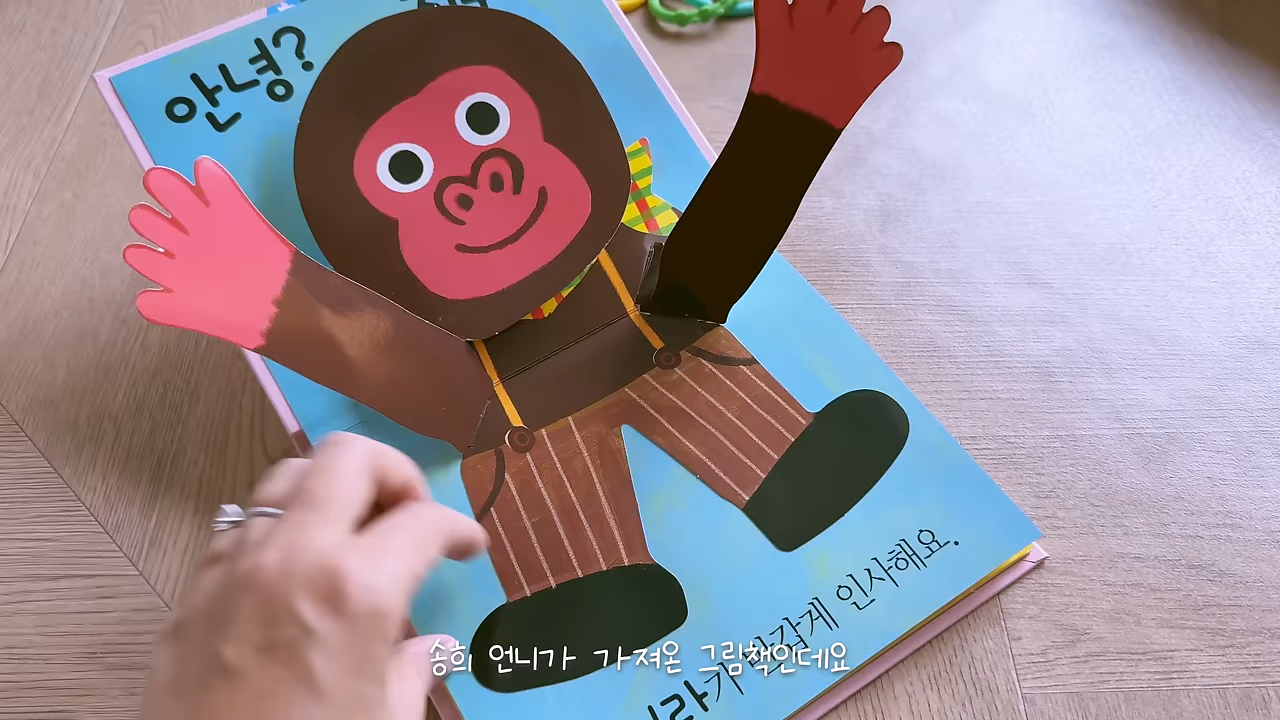 안녕?
가 반갑게 인사해요.
송희 언니가 가져온 그림책인데요